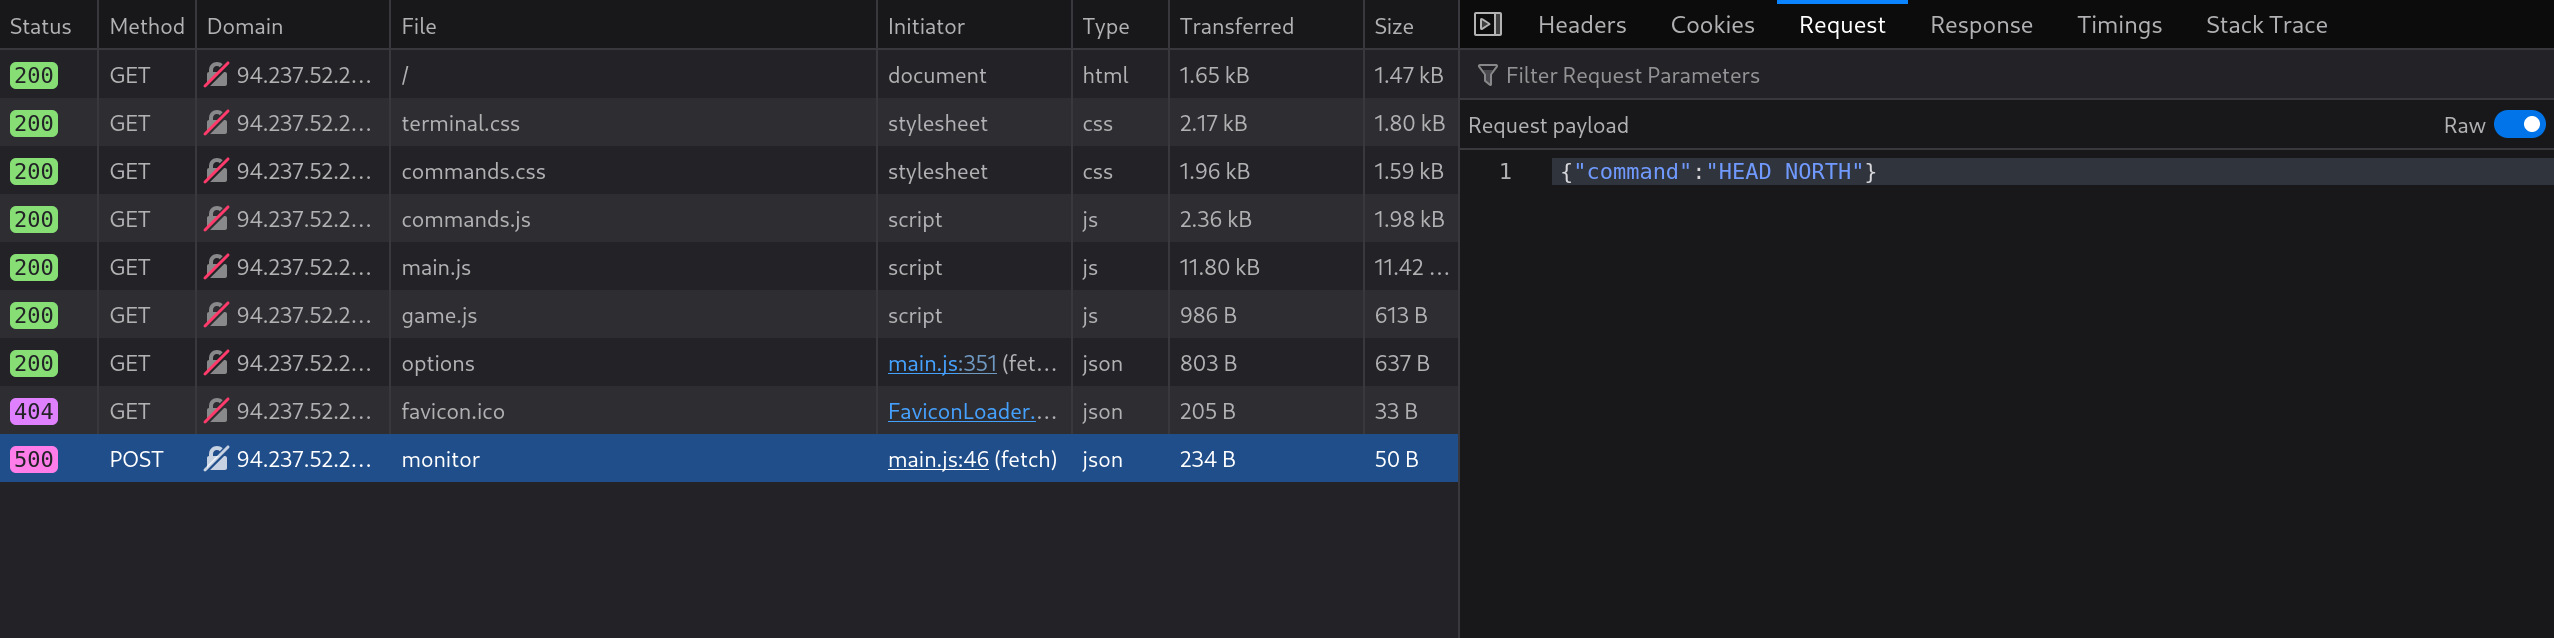 Status Method Domain File Initiator Type Transferred Size
200 GET 94.237.52.2... / document html 1.65 kB 1.47 kB
200 GET 94.237.52.2... terminal.css stylesheet css 2.17 kB 1.80 kB
200 GET 94.237.52.2... commands.css stylesheet css 1.96 kB 1.59 kB
200 GET 94.237.52.2... commands.js script js 2.36 kB 1.98 kB
200 GET 94.237.52.2... main.js script js 11.80 kB 11.42 ...
200 GET 94.237.52.2... game.js script js 986 B 613 B
200 GET 94.237.52.2... options main.js:351 (fet... json 803 B 637 B
404 GET 94.237.52.2... favicon.ico FaviconLoader.... json 205 B 33 B
500 POST 94.237.52.2... monitor main.js:46 (fetch) json 234 B 50 B
Headers Cookies Request Response Timings Stack Trace
Filter Request Parameters
Request payload Raw
1 {"command":"HEAD NORTH"}